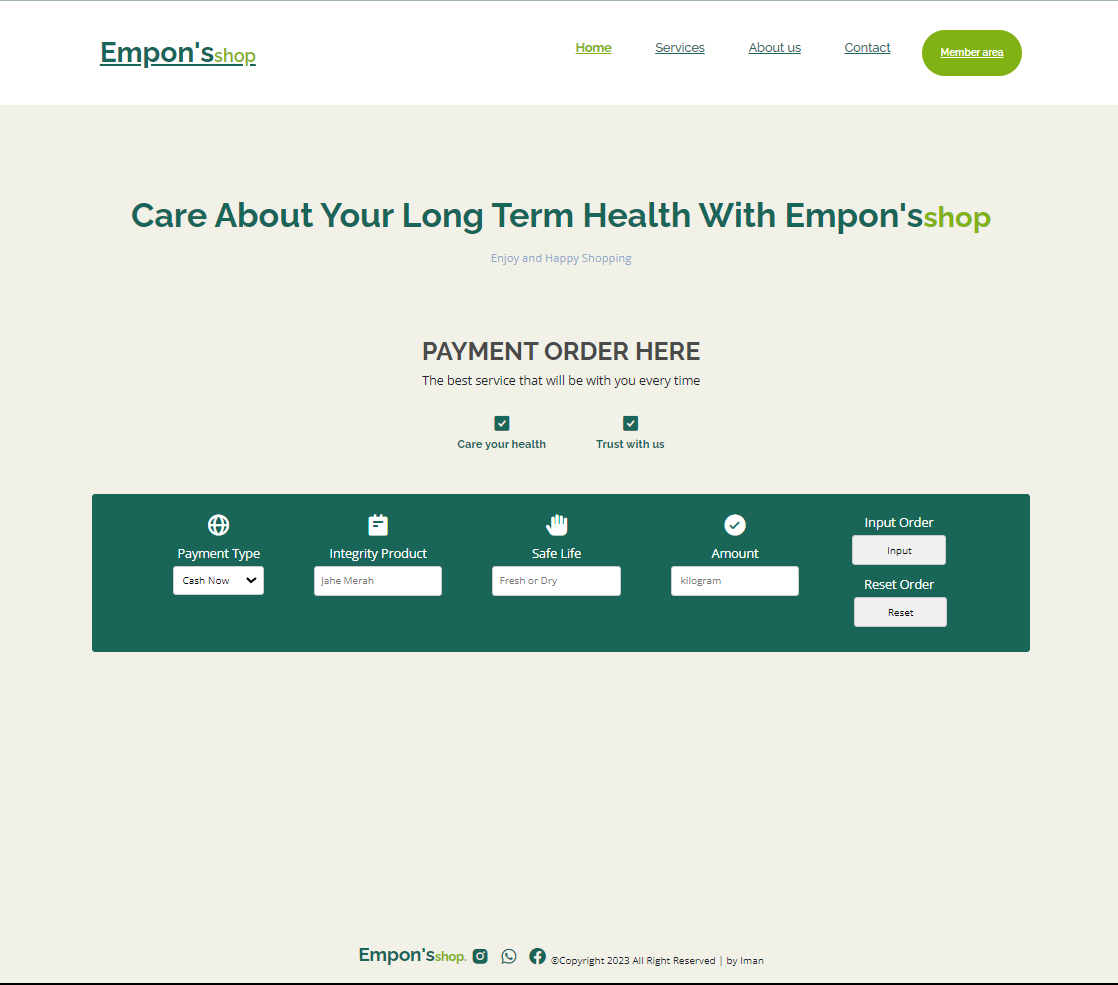 Empon'sshop
Home
Services
About us
Contact
Member area
Care About Your Long Term Health With Empon'sshop
Enjoy and Happy Shopping
PAYMENT ORDER HERE
The best service that will be with you every time
Care your health
Trust with us
Payment Type
Cash Now
Integrity Product
Jahe Merah
Safe Life
Fresh or Dry
Amount
kilogram
Input Order
Input
Reset Order
Reset
Empon'sshop. ©Copyright 2023 All Right Reserved | by Iman